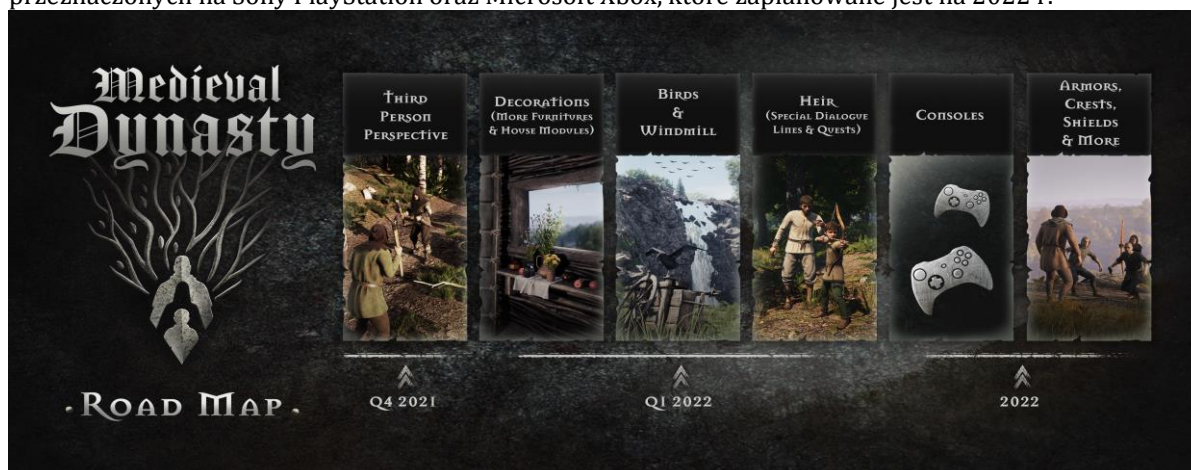 przeznaczonych na Sony PlayStation oraz Microsoft Xbox, które zaplanowane jest na 2022 r.
Medieval
Dynasty
· Road Map ·
Third
Person
Perspective
Decorations
(More Furnitures
& House Modules)
Birds
&
Windmill
Heir
(Special Dialogue
Lines & Quests)
Consoles
Armors,
Crests,
Shields
& More
Q4 2021
Q1 2022
2022